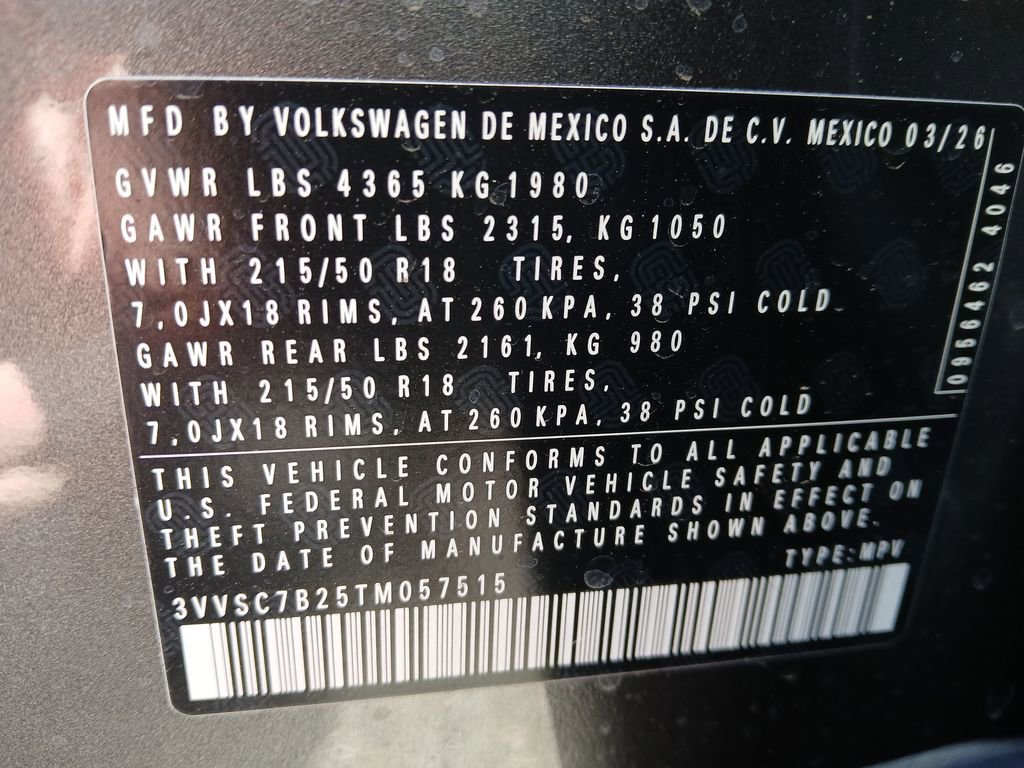 MFD BY VOLKSWAGEN DE MEXICO S.A. DE C.V. MEXICO 03/26
GVWR LBS 4365 KG 1980
GAWR FRONT LBS 2315, KG 1050
WITH 215/50 R18 TIRES,
7,0JX18 RIMS, AT 260 KPA, 38 PSI COLD
GAWR REAR LBS 2161, KG 980
WITH 215/50 R18 TIRES,
7,0JX18 RIMS, AT 260 KPA, 38 PSI COLD
0956462 4046
THIS VEHICLE CONFORMS TO ALL APPLICABLE
U.S. FEDERAL MOTOR VEHICLE SAFETY AND
THEFT PREVENTION STANDARDS IN EFFECT ON
THE DATE OF MANUFACTURE SHOWN ABOVE.
TYPE:MPV
3VVSC7B25TM057515